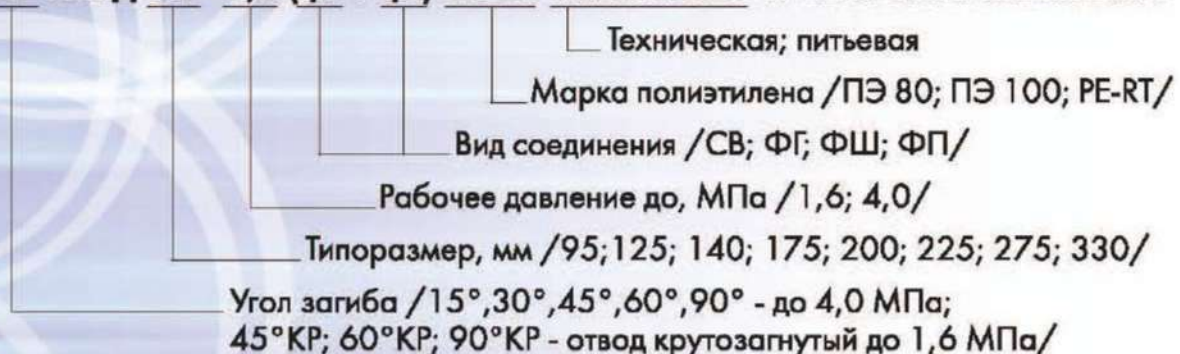 Техническая; питьевая
Марка полиэтилена /ПЭ 80; ПЭ 100; PE-RT/
Вид соединения /СВ; ФГ; ФШ; ФП/
Рабочее давление до, МПа /1,6; 4,0/
Типоразмер, мм /95;125; 140; 175; 200; 225; 275; 330/
Угол загиба /15°,30°,45°,60°,90° - до 4,0 МПа;
45°КР; 60°КР; 90°КР - отвод крутозагнутый до 1,6 МПа/